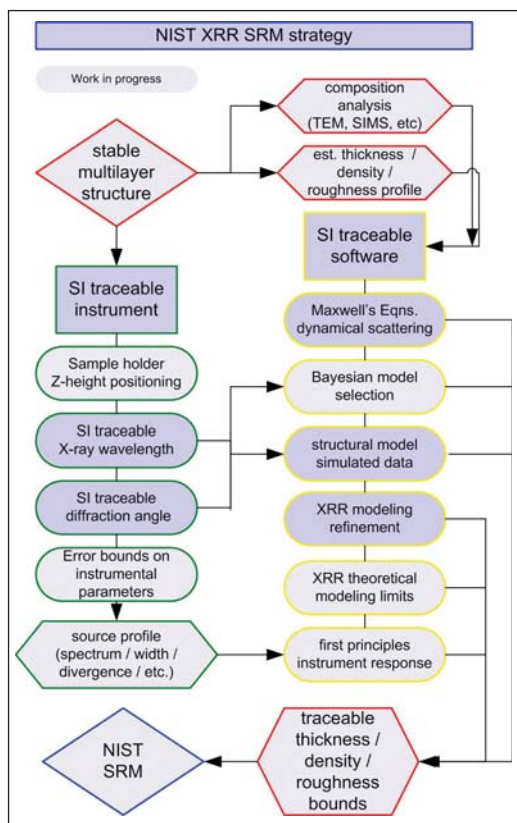 NIST XRR SRM strategy
Work in progress
composition
analysis
(TEM, SIMS, etc)
stable
multilayer
structure
est. thickness /
density /
roughness profile
SI traceable
software
SI traceable
instrument
Maxwell's Eqns.
dynamical scattering
Sample holder
Z-height positioning
Bayesian model
selection
SI traceable
X-ray wavelength
structural model
simulated data
SI traceable
diffraction angle
XRR modeling
refinement
Error bounds on
instrumental
parameters
XRR theoretical
modeling limits
source profile
(spectrum / width /
divergence / etc.)
first principles
instrument response
NIST
SRM
traceable
thickness /
density /
roughness
bounds